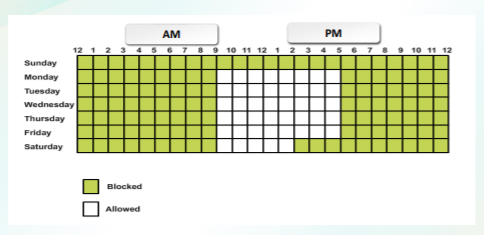 AM PM
12 1 2 3 4 5 6 7 8 9 10 11 12 1 2 3 4 5 6 7 8 9 10 11 12
Sunday
Monday
Tuesday
Wednesday
Thursday
Friday
Saturday
Blocked
Allowed